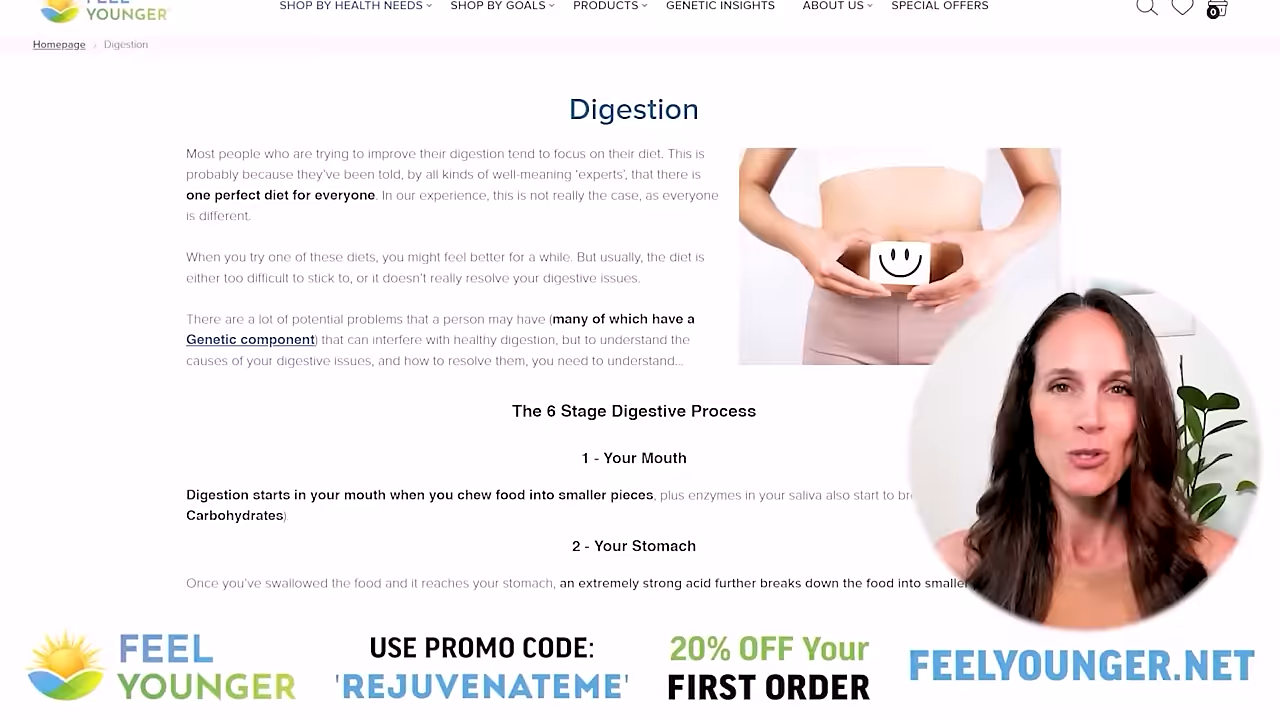 FEEL
YOUNGER
SHOP BY HEALTH NEEDS
SHOP BY GOALS
PRODUCTS
GENETIC INSIGHTS
ABOUT US
SPECIAL OFFERS
0
Homepage › Digestion
Digestion
Most people who are trying to improve their digestion tend to focus on their diet. This is
probably because they've been told, by all kinds of well-meaning 'experts', that there is
one perfect diet for everyone. In our experience, this is not really the case, as everyone
is different.
When you try one of these diets, you might feel better for a while. But usually, the diet is
either too difficult to stick to, or it doesn't really resolve your digestive issues.
There are a lot of potential problems that a person may have (many of which have a
Genetic component) that can interfere with healthy digestion, but to understand the
causes of your digestive issues, and how to resolve them, you need to understand...
The 6 Stage Digestive Process
1 - Your Mouth
Digestion starts in your mouth when you chew food into smaller pieces, plus enzymes in your saliva also start to br
Carbohydrates).
2 - Your Stomach
Once you've swallowed the food and it reaches your stomach, an extremely strong acid further breaks down the food into smaller
FEEL
YOUNGER
USE PROMO CODE:
'REJUVENATEME'
20% OFF Your
FIRST ORDER
FEELYOUNGER.NET